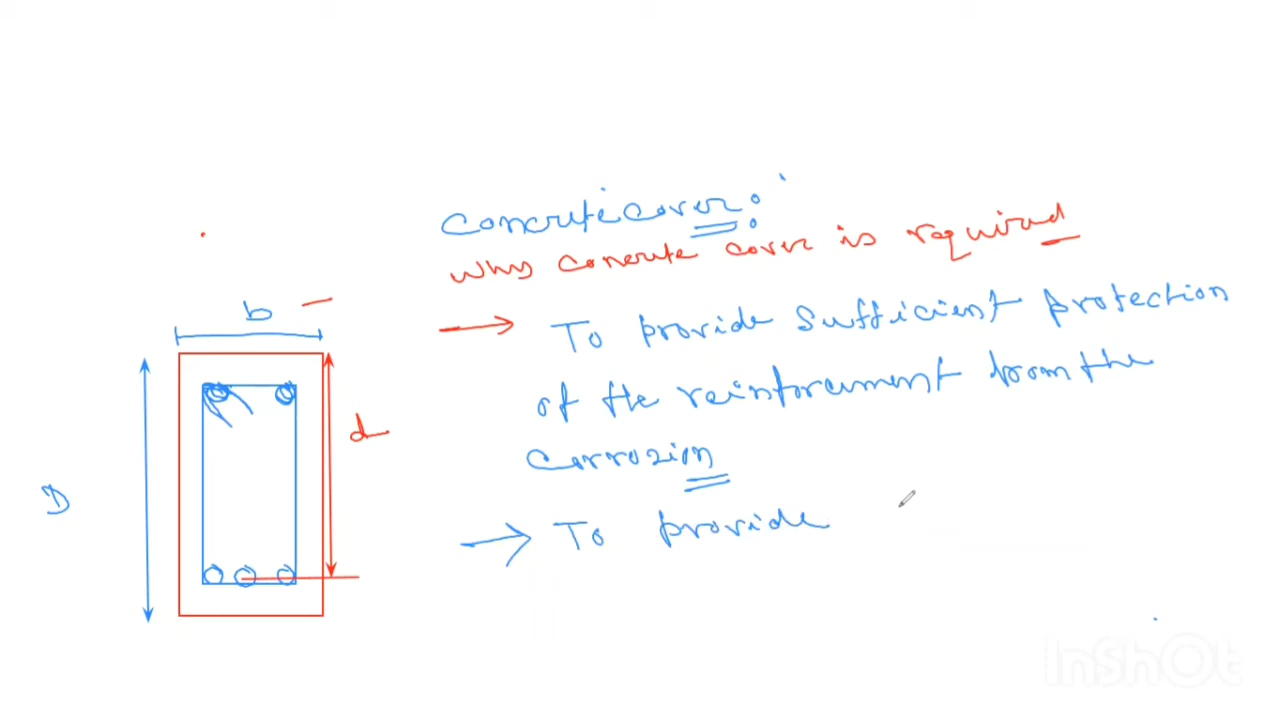 Concrete cover:
Why concrete cover is required
b
→ To provide sufficient protection
of the reinforcement from the
d
Corrosion
D
→ To provide
InShOt